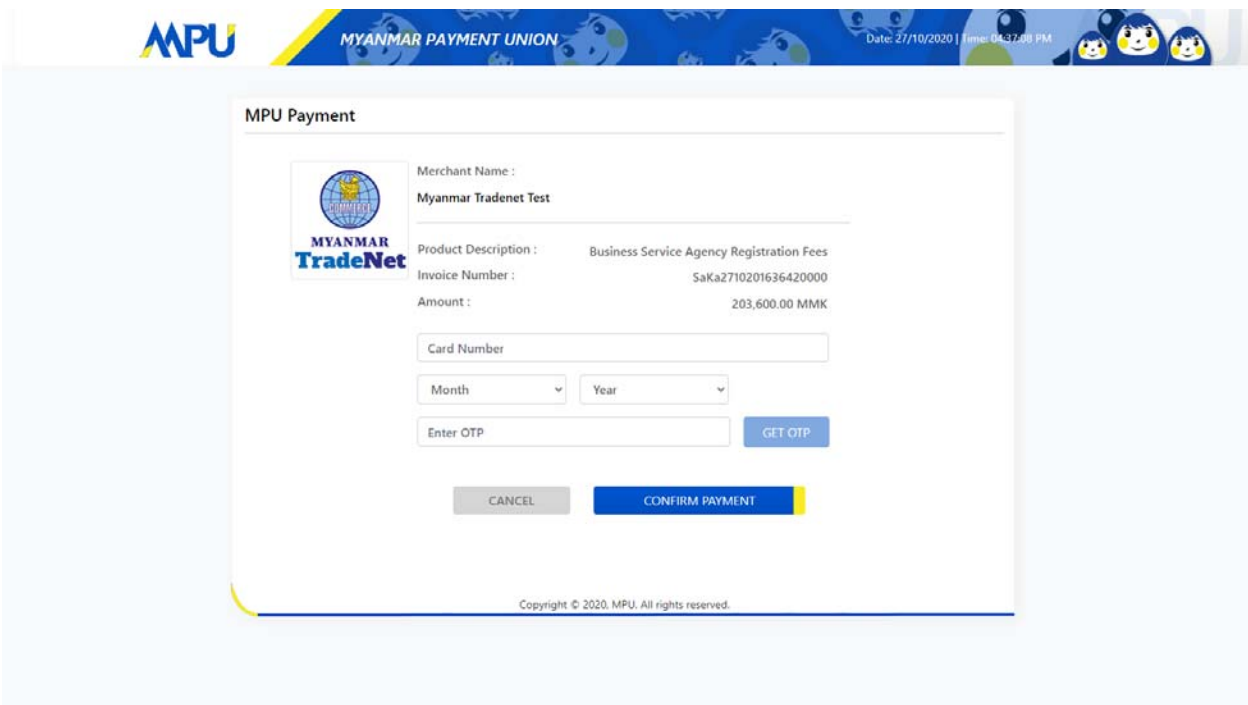 MPU
MYANMAR PAYMENT UNION
Date: 27/10/2020 | Time: 04:37:08 PM
MPU Payment
COMMERCE
MYANMAR
TradeNet
Merchant Name :
Myanmar Tradenet Test
Product Description : Business Service Agency Registration Fees
Invoice Number : SaKa2710201636420000
Amount : 203,600.00 MMK
Card Number
Month Year
Enter OTP GET OTP
CANCEL CONFIRM PAYMENT
Copyright © 2020, MPU. All rights reserved.